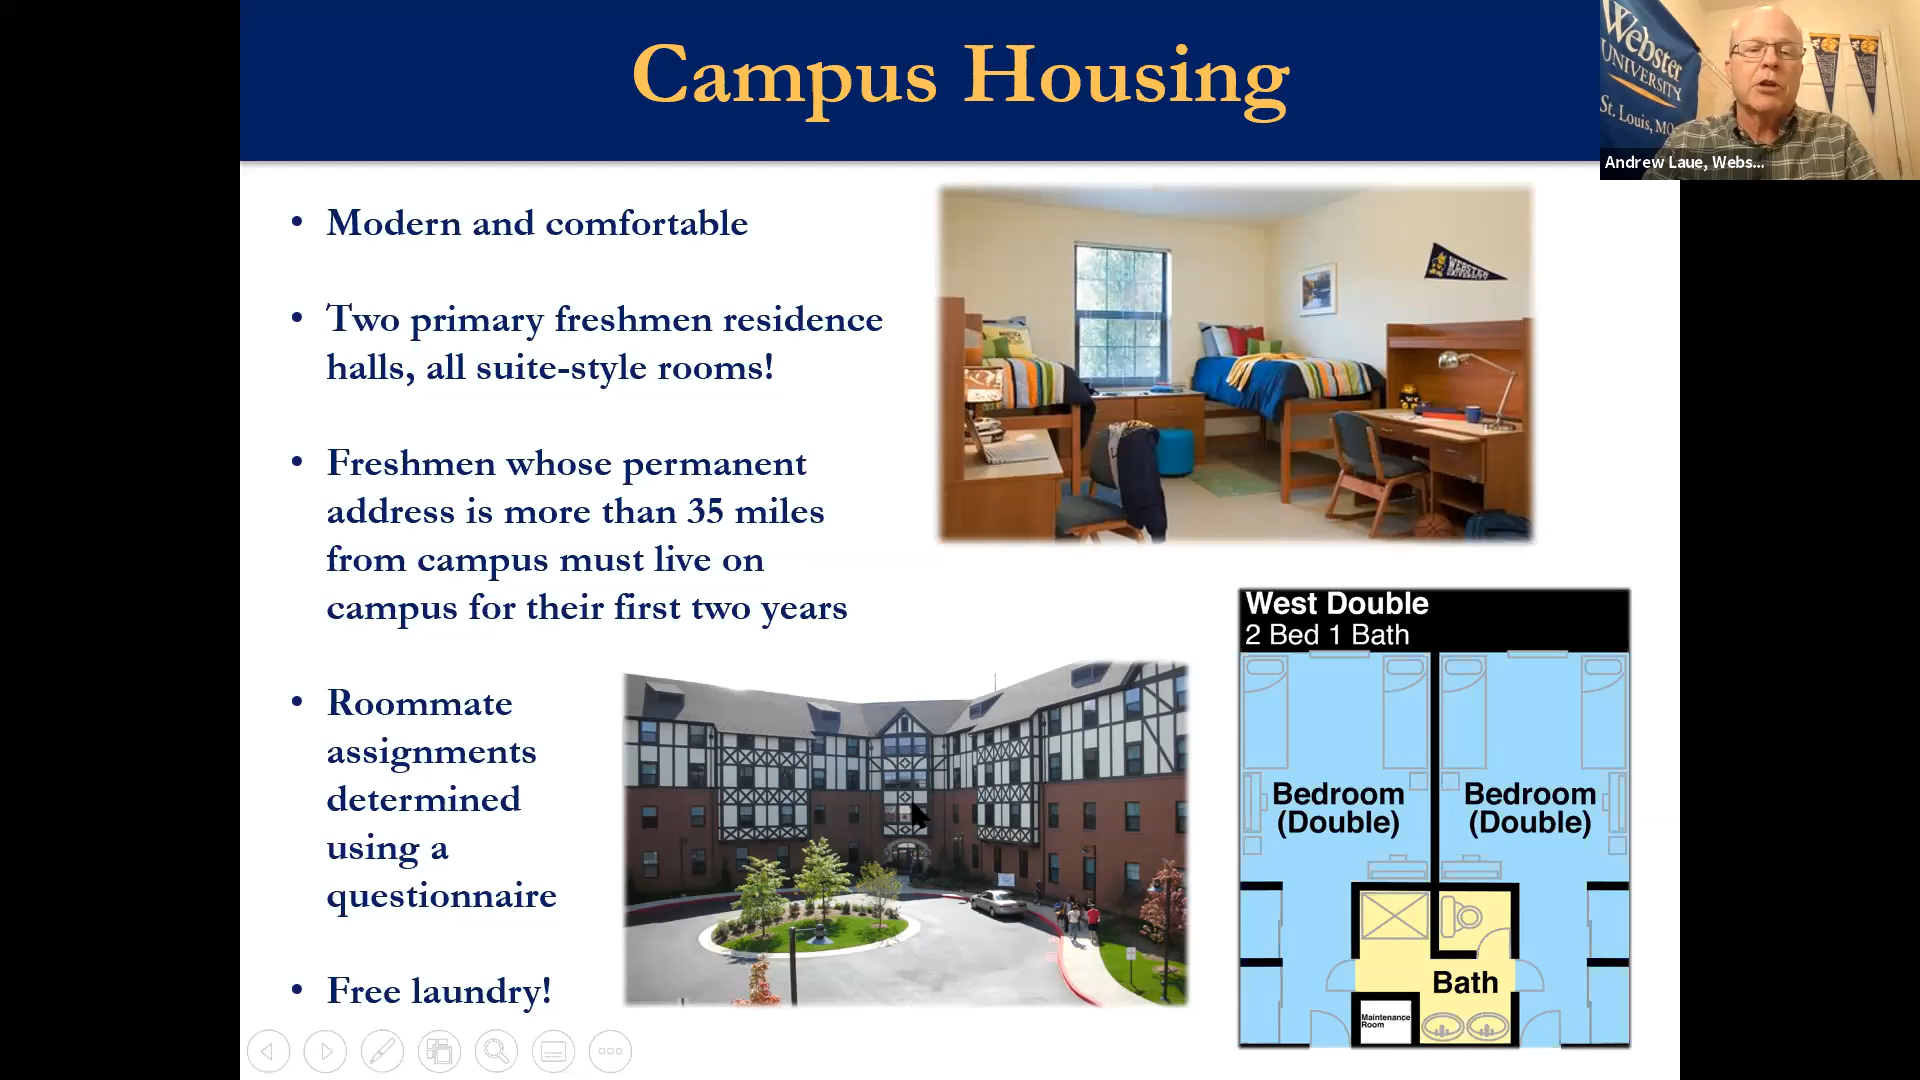 Campus Housing
Webster
UNIVERSITY
St. Louis, MO
Andrew Laue, Webs...
• Modern and comfortable
• Two primary freshmen residence
halls, all suite-style rooms!
• Freshmen whose permanent
address is more than 35 miles
from campus must live on
campus for their first two years
• Roommate
assignments
determined
using a
questionnaire
• Free laundry!
WEBSTER
UNIVERSITY
West Double
2 Bed 1 Bath
Bedroom
(Double)
Bedroom
(Double)
Bath
Maintenance
Room